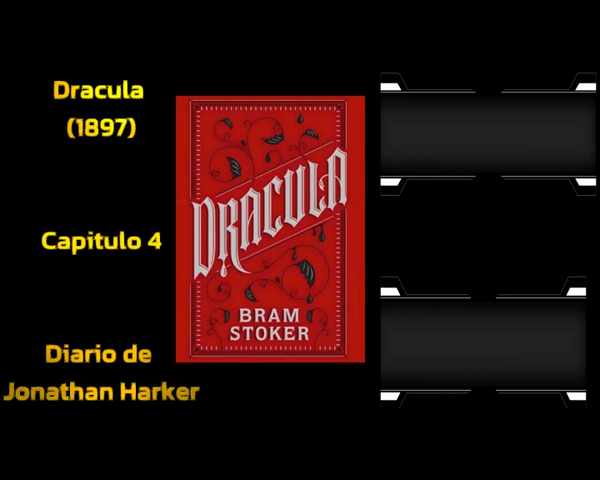 Dracula
(1897)
Capitulo 4
Diario de
Jonathan Harker
DRACULA
BRAM
STOKER